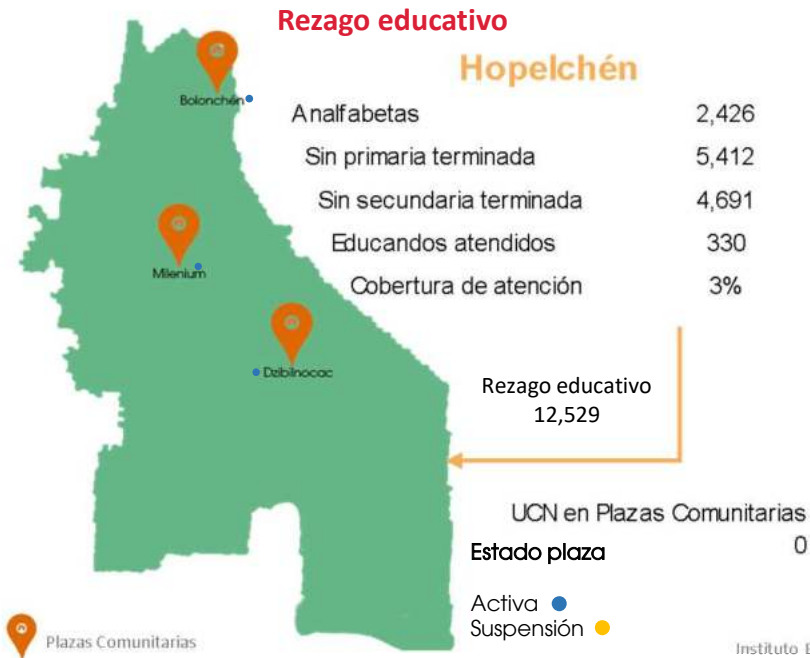 Rezago educativo
Hopelchén
Analfabetas 2,426
Sin primaria terminada 5,412
Sin secundaria terminada 4,691
Educandos atendidos 330
Cobertura de atención 3%
Bolonchén
Milenium
Dzibilnocac
Rezago educativo
12,529
UCN en Plazas Comunitarias
0
Estado plaza
Activa
Suspensión
Plazas Comunitarias
Instituto